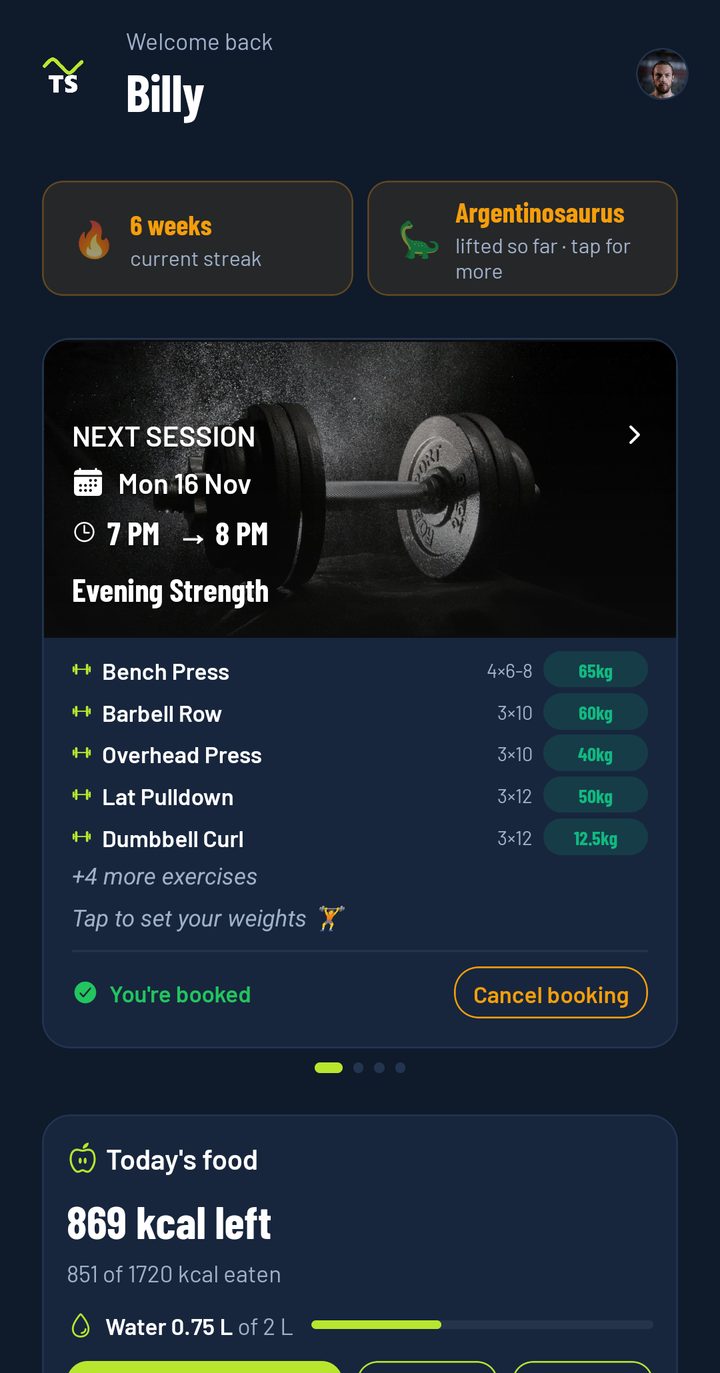 Welcome back
TS
Billy
6 weeks
current streak
Argentinosaurus
lifted so far · tap for
more
NEXT SESSION
Mon 16 Nov
7 PM → 8 PM
Evening Strength
Bench Press 4×6-8 65kg
Barbell Row 3×10 60kg
Overhead Press 3×10 40kg
Lat Pulldown 3×12 50kg
Dumbbell Curl 3×12 12.5kg
+4 more exercises
Tap to set your weights 🏋️
You're booked
Cancel booking
Today's food
869 kcal left
851 of 1720 kcal eaten
Water 0.75 L of 2 L